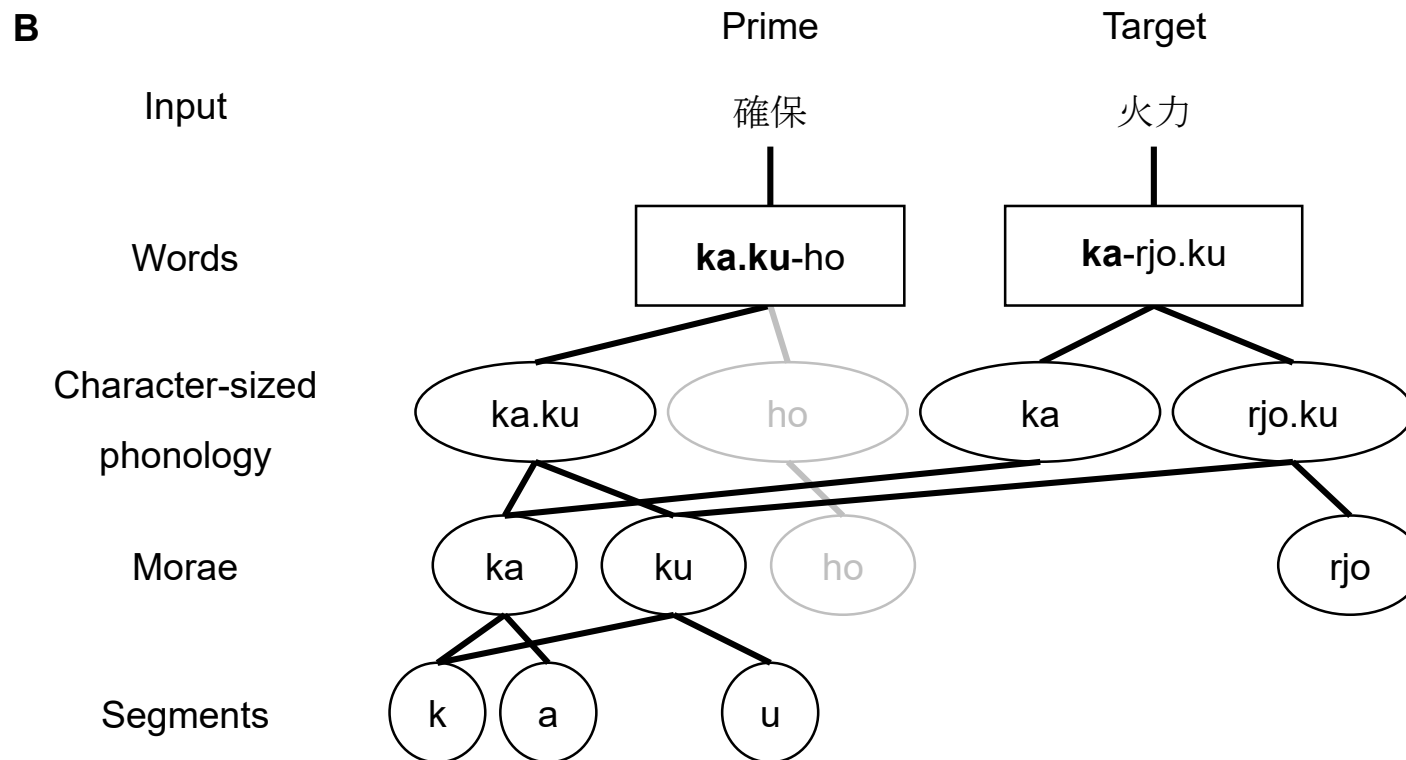 B
Prime Target
Input 確保 火力
Words ka.ku-ho ka-rjo.ku
Character-sized
phonology
ka.ku ho ka rjo.ku
Morae ka ku ho rjo
Segments k a u